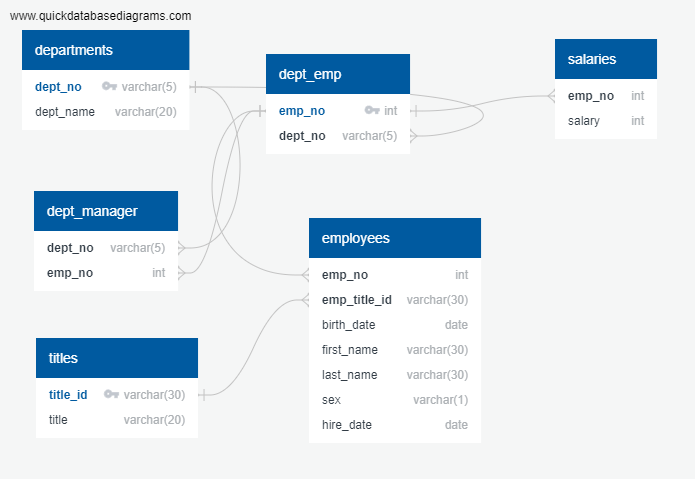 www.quickdatabasediagrams.com
departments
dept_no varchar(5)
dept_name varchar(20)
dept_emp
emp_no int
dept_no varchar(5)
salaries
emp_no int
salary int
dept_manager
dept_no varchar(5)
emp_no int
employees
emp_no int
emp_title_id varchar(30)
birth_date date
first_name varchar(30)
last_name varchar(30)
sex varchar(1)
hire_date date
titles
title_id varchar(30)
title varchar(20)